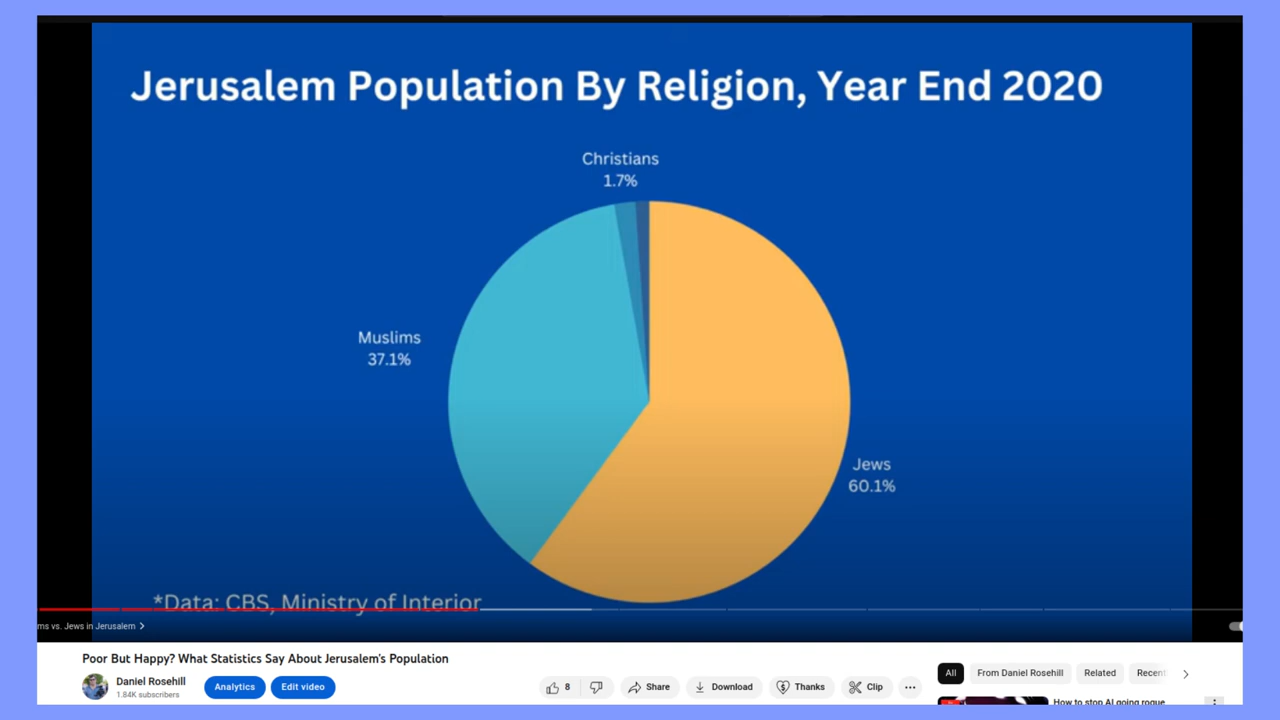 Jerusalem Population By Religion, Year End 2020
Christians
1.7%
Muslims
37.1%
Jews
60.1%
*Data: CBS, Ministry of Interior
ms vs. Jews in Jerusalem
Poor But Happy? What Statistics Say About Jerusalem's Population
Daniel Rosehill
1.84K subscribers
Analytics
Edit video
8
Share
Download
Thanks
Clip
All
From Daniel Rosehill
Related
Recent
How to stop AI going rogue